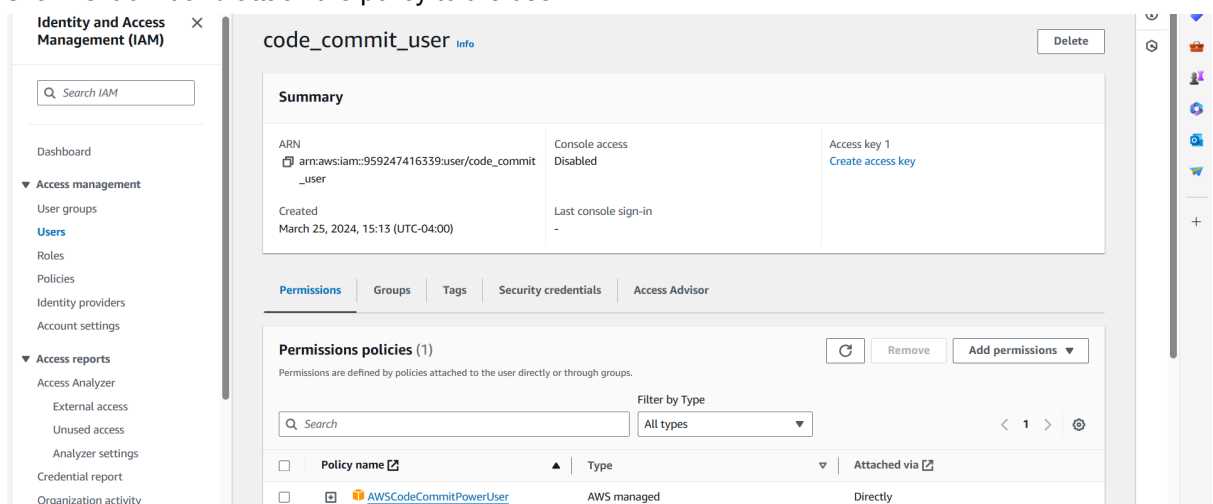 Identity and Access
Management (IAM)
Search IAM
Dashboard
Access management
User groups
Users
Roles
Policies
Identity providers
Account settings
Access reports
Access Analyzer
External access
Unused access
Analyzer settings
Credential report
Organization activity
code_commit_user Info
Delete
Summary
ARN
arn:aws:iam::959247416339:user/code_commit
_user
Console access
Disabled
Access key 1
Create access key
Created
March 25, 2024, 15:13 (UTC-04:00)
Last console sign-in
-
Permissions Groups Tags Security credentials Access Advisor
Permissions policies (1)
Remove Add permissions
Permissions are defined by policies attached to the user directly or through groups.
Filter by Type
Search All types
1
Policy name Type Attached via
AWSCodeCommitPowerUser AWS managed Directly